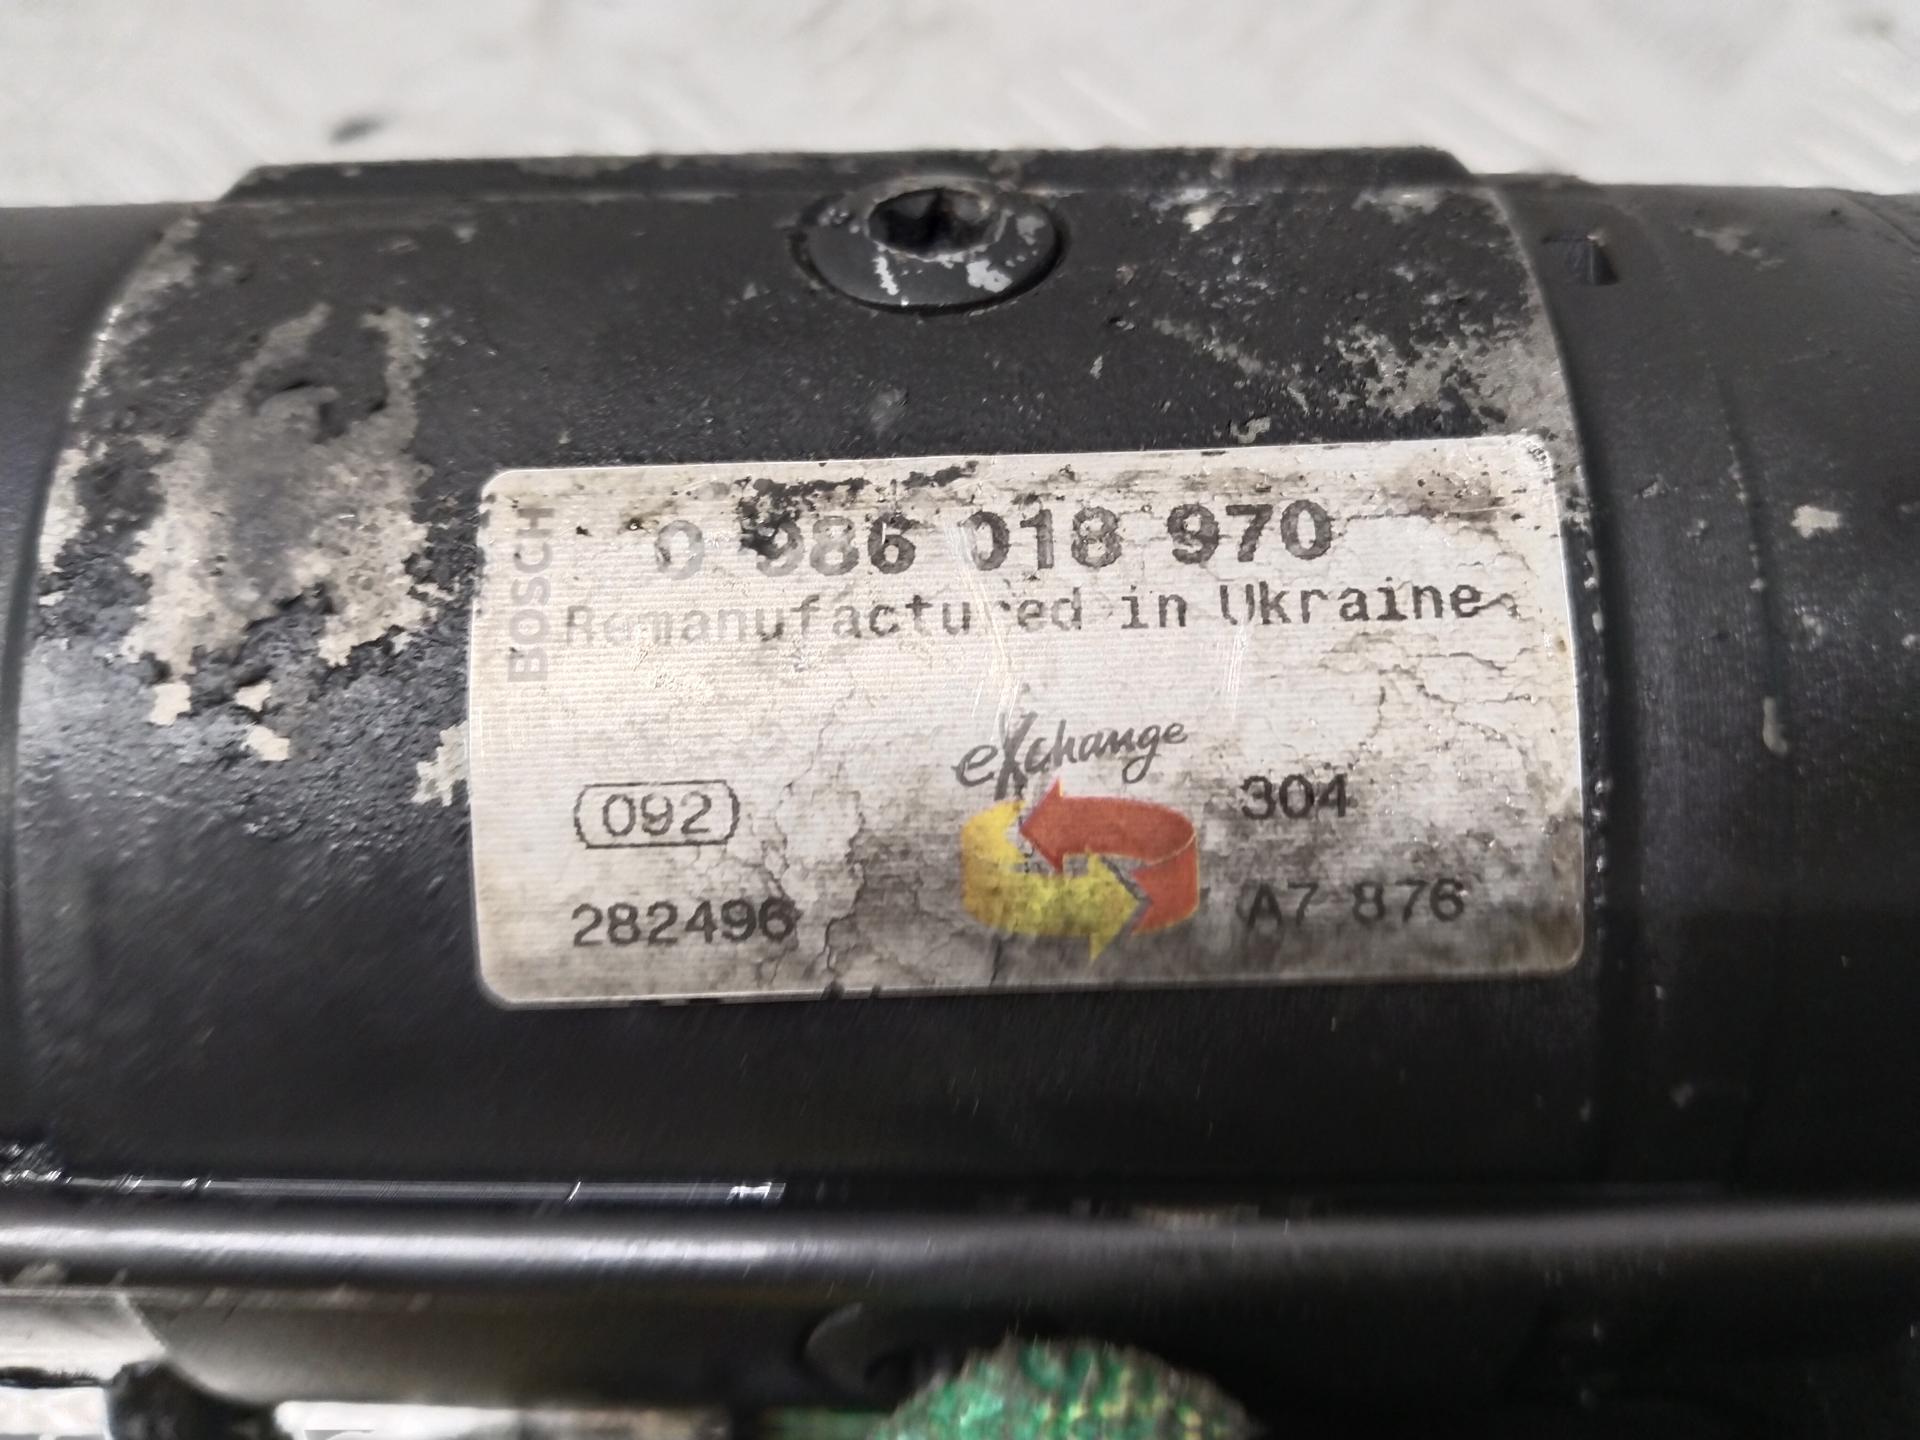 BOSCH
0 986 018 970
Remanufactured in Ukraine
eXchange
092
304
282496
A7 876